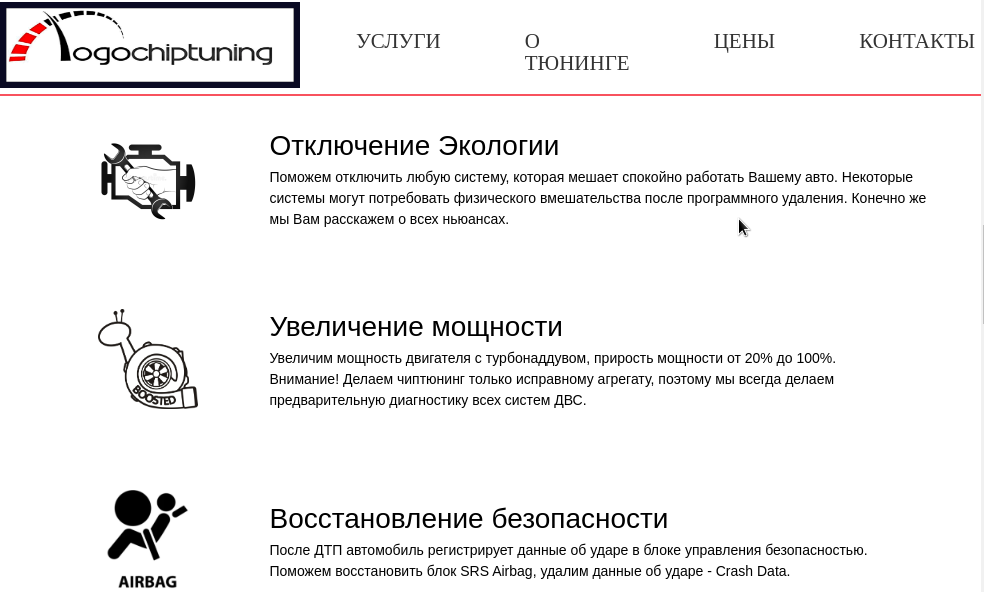 logochiptuning
УСЛУГИ
О
ТЮНИНГЕ
ЦЕНЫ
КОНТАКТЫ
Отключение Экологии
Поможем отключить любую систему, которая мешает спокойно работать Вашему авто. Некоторые
системы могут потребовать физического вмешательства после программного удаления. Конечно же
мы Вам расскажем о всех ньюансах.
Увеличение мощности
Увеличим мощность двигателя с турбонаддувом, прирость мощности от 20% до 100%.
Внимание! Делаем чиптюнинг только исправному агрегату, поэтому мы всегда делаем
предварительную диагностику всех систем ДВС.
BOOSTED
Восстановление безопасности
После ДТП автомобиль регистрирует данные об ударе в блоке управления безопасностью.
Поможем восстановить блок SRS Airbag, удалим данные об ударе - Crash Data.
AIRBAG